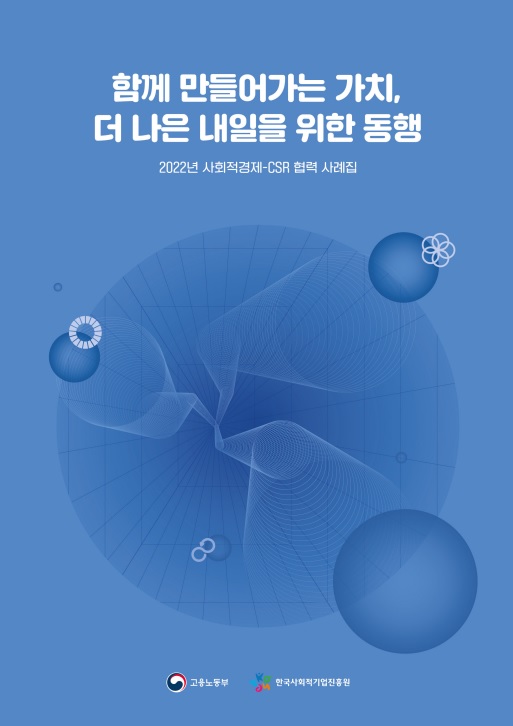 함께 만들어가는 가치,
더 나은 내일을 위한 동행
2022년 사회적경제-CSR 협력 사례집
고용노동부 한국사회적기업진흥원